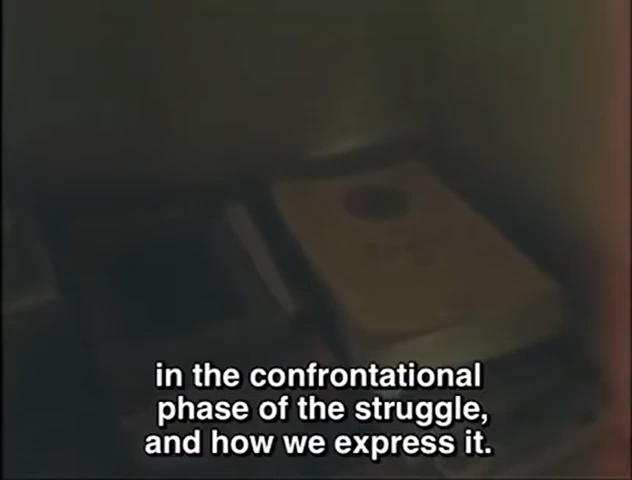 in the confrontational
phase of the struggle,
and how we express it.